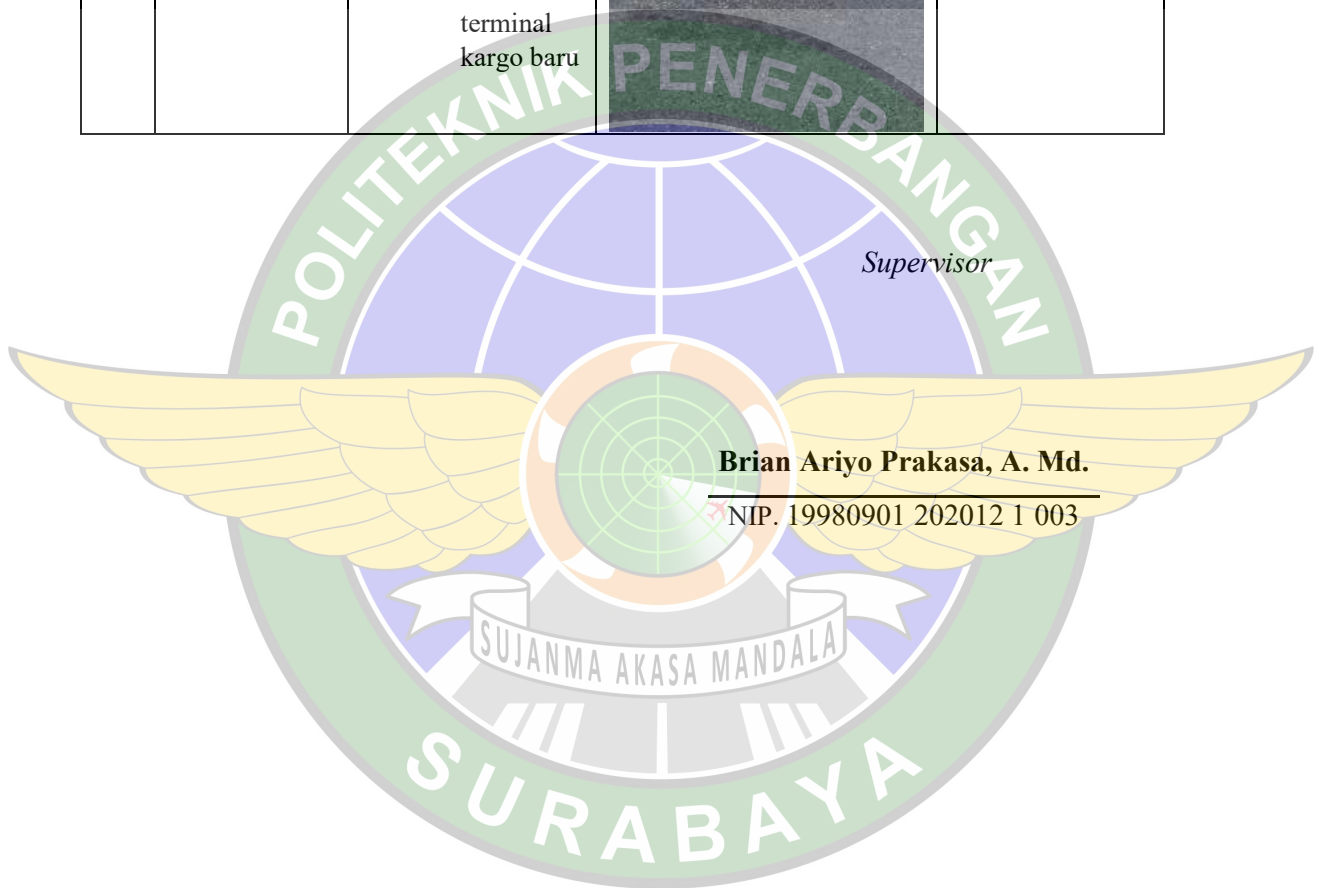 terminal
kargo baru
POLITEKNIK PENERBANGAN
Supervisor
Brian Ariyo Prakasa, A. Md.
NIP. 19980901 202012 1 003
SUJANMA AKASA MANDALA
SURABAYA